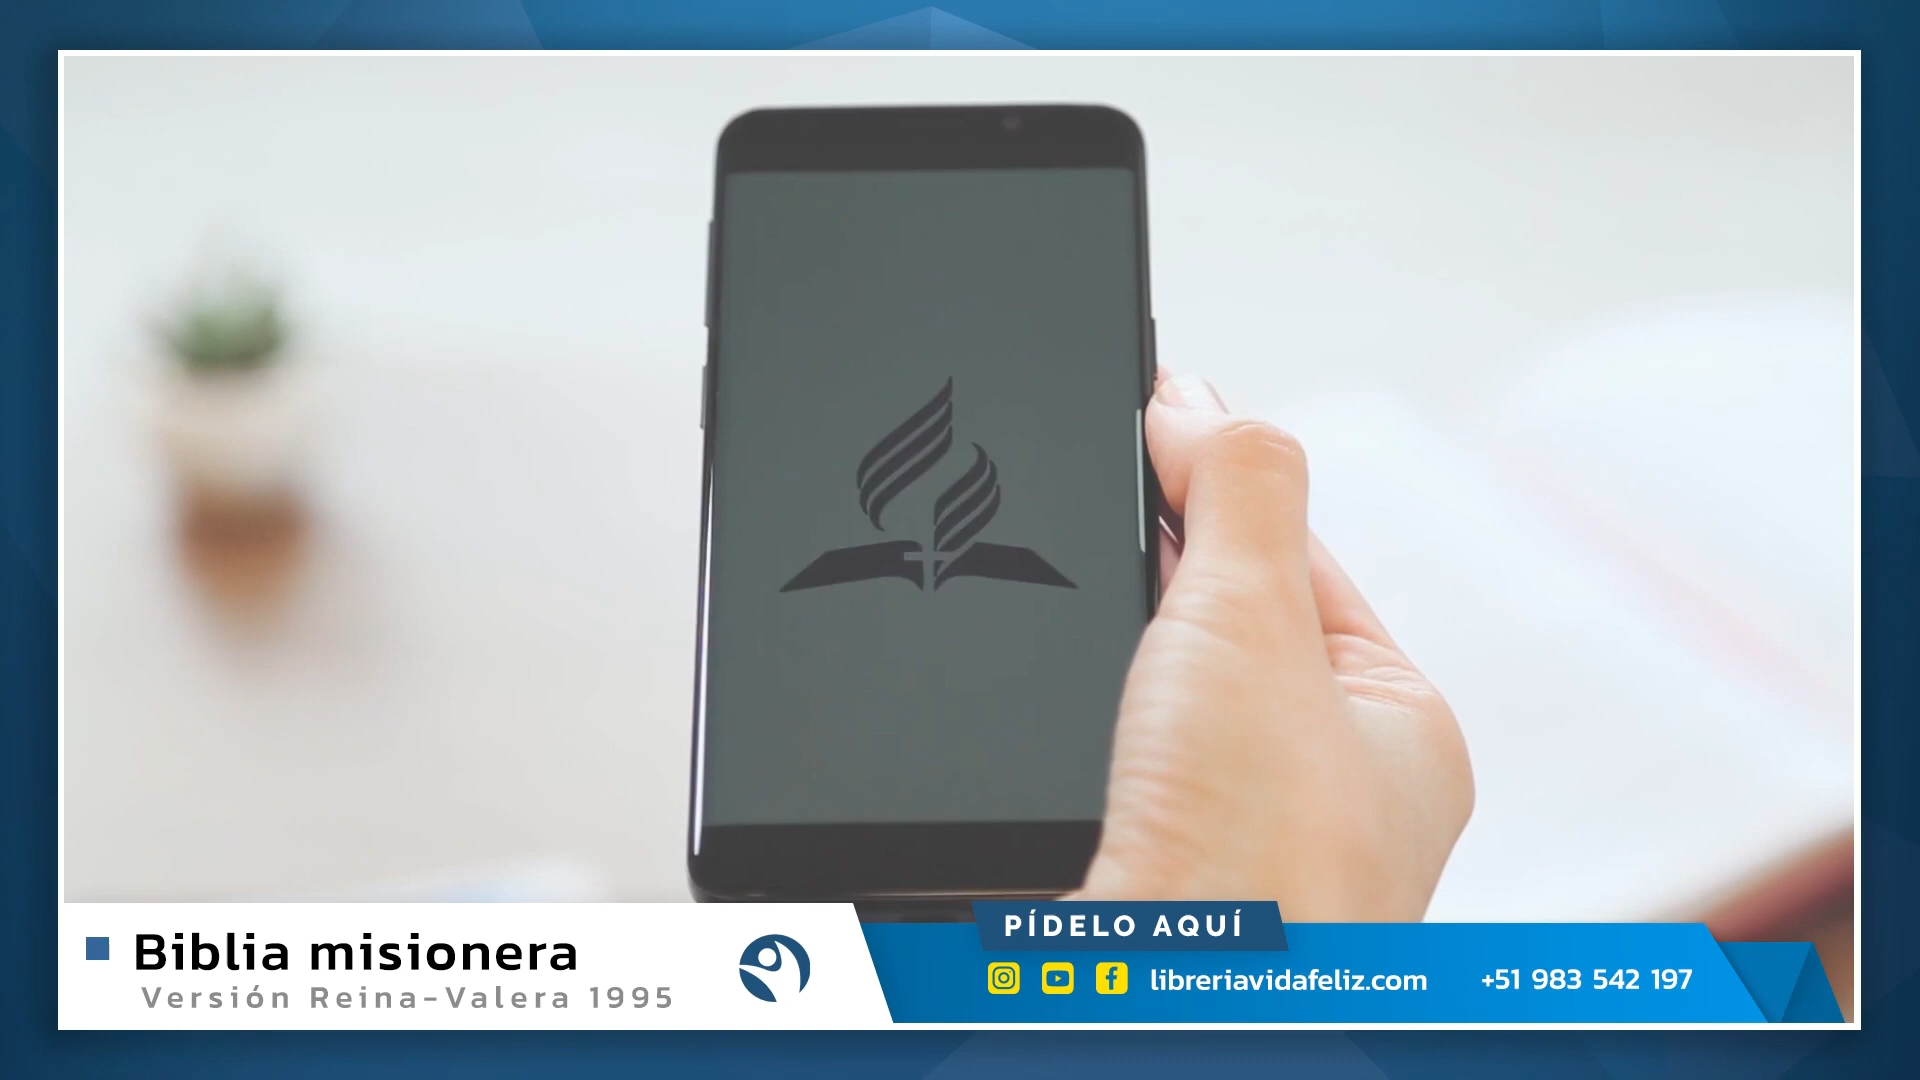 Biblia misionera
Versión Reina-Valera 1995
PÍDELO AQUÍ
libreriavidafeliz.com
+51 983 542 197